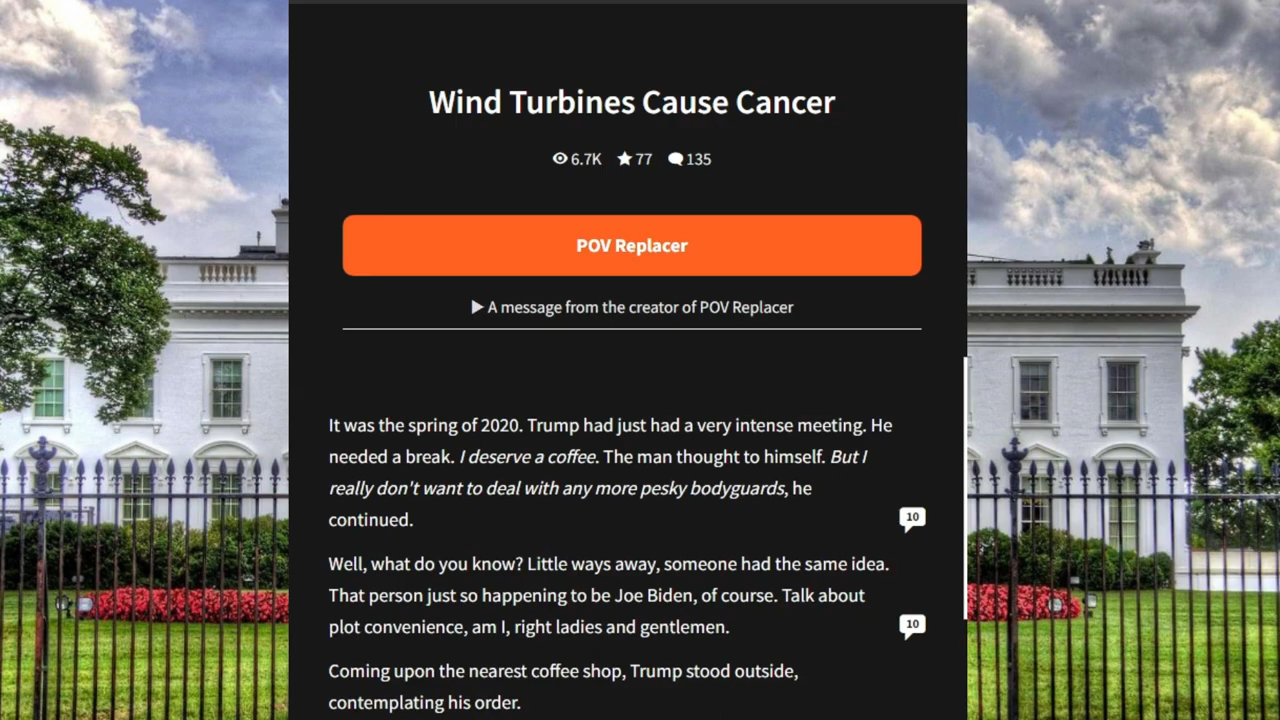 Wind Turbines Cause Cancer
6.7K 77 135
POV Replacer
▶ A message from the creator of POV Replacer
It was the spring of 2020. Trump had just had a very intense meeting. He
needed a break. I deserve a coffee. The man thought to himself. But I
really don't want to deal with any more pesky bodyguards, he
continued.
10
Well, what do you know? Little ways away, someone had the same idea.
That person just so happening to be Joe Biden, of course. Talk about
plot convenience, am I, right ladies and gentlemen.
10
Coming upon the nearest coffee shop, Trump stood outside,
contemplating his order.